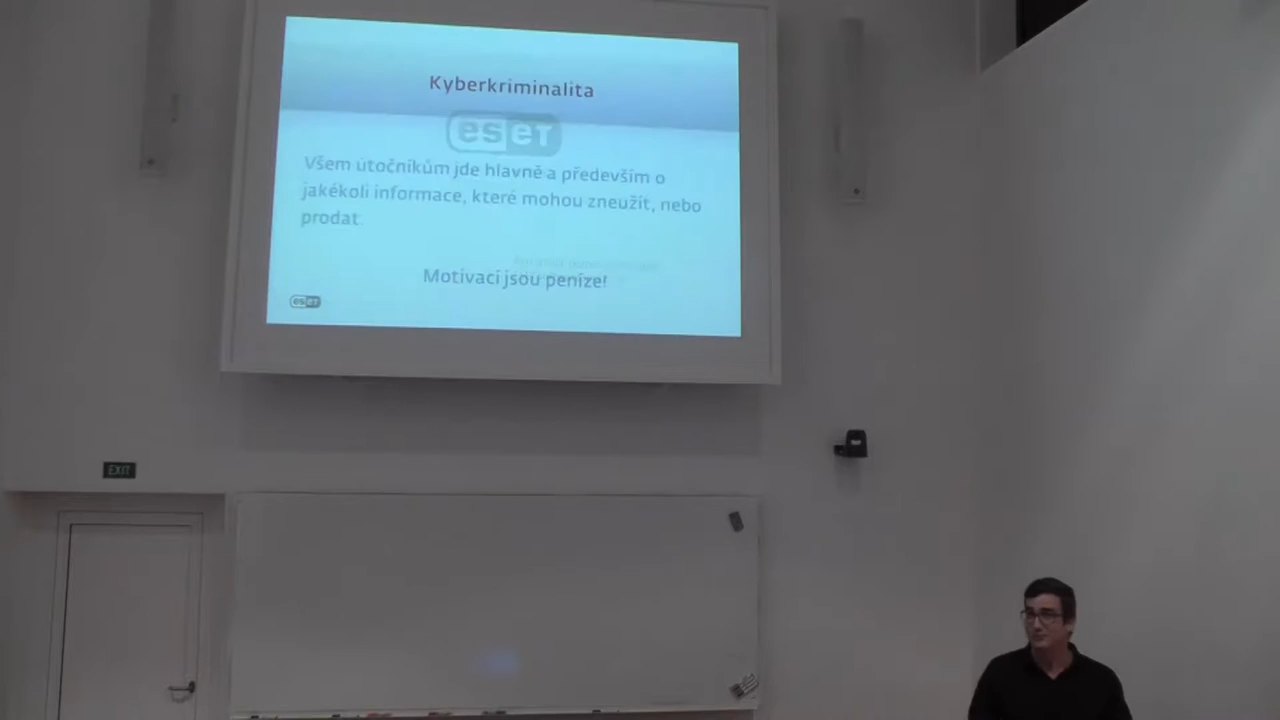 Kyberkriminalita
eseT
Všem útočníkům jde hlavně a především o
jakékoli informace, které mohou zneužít, nebo
prodat.
Motivací jsou peníze!
eseT
EXIT